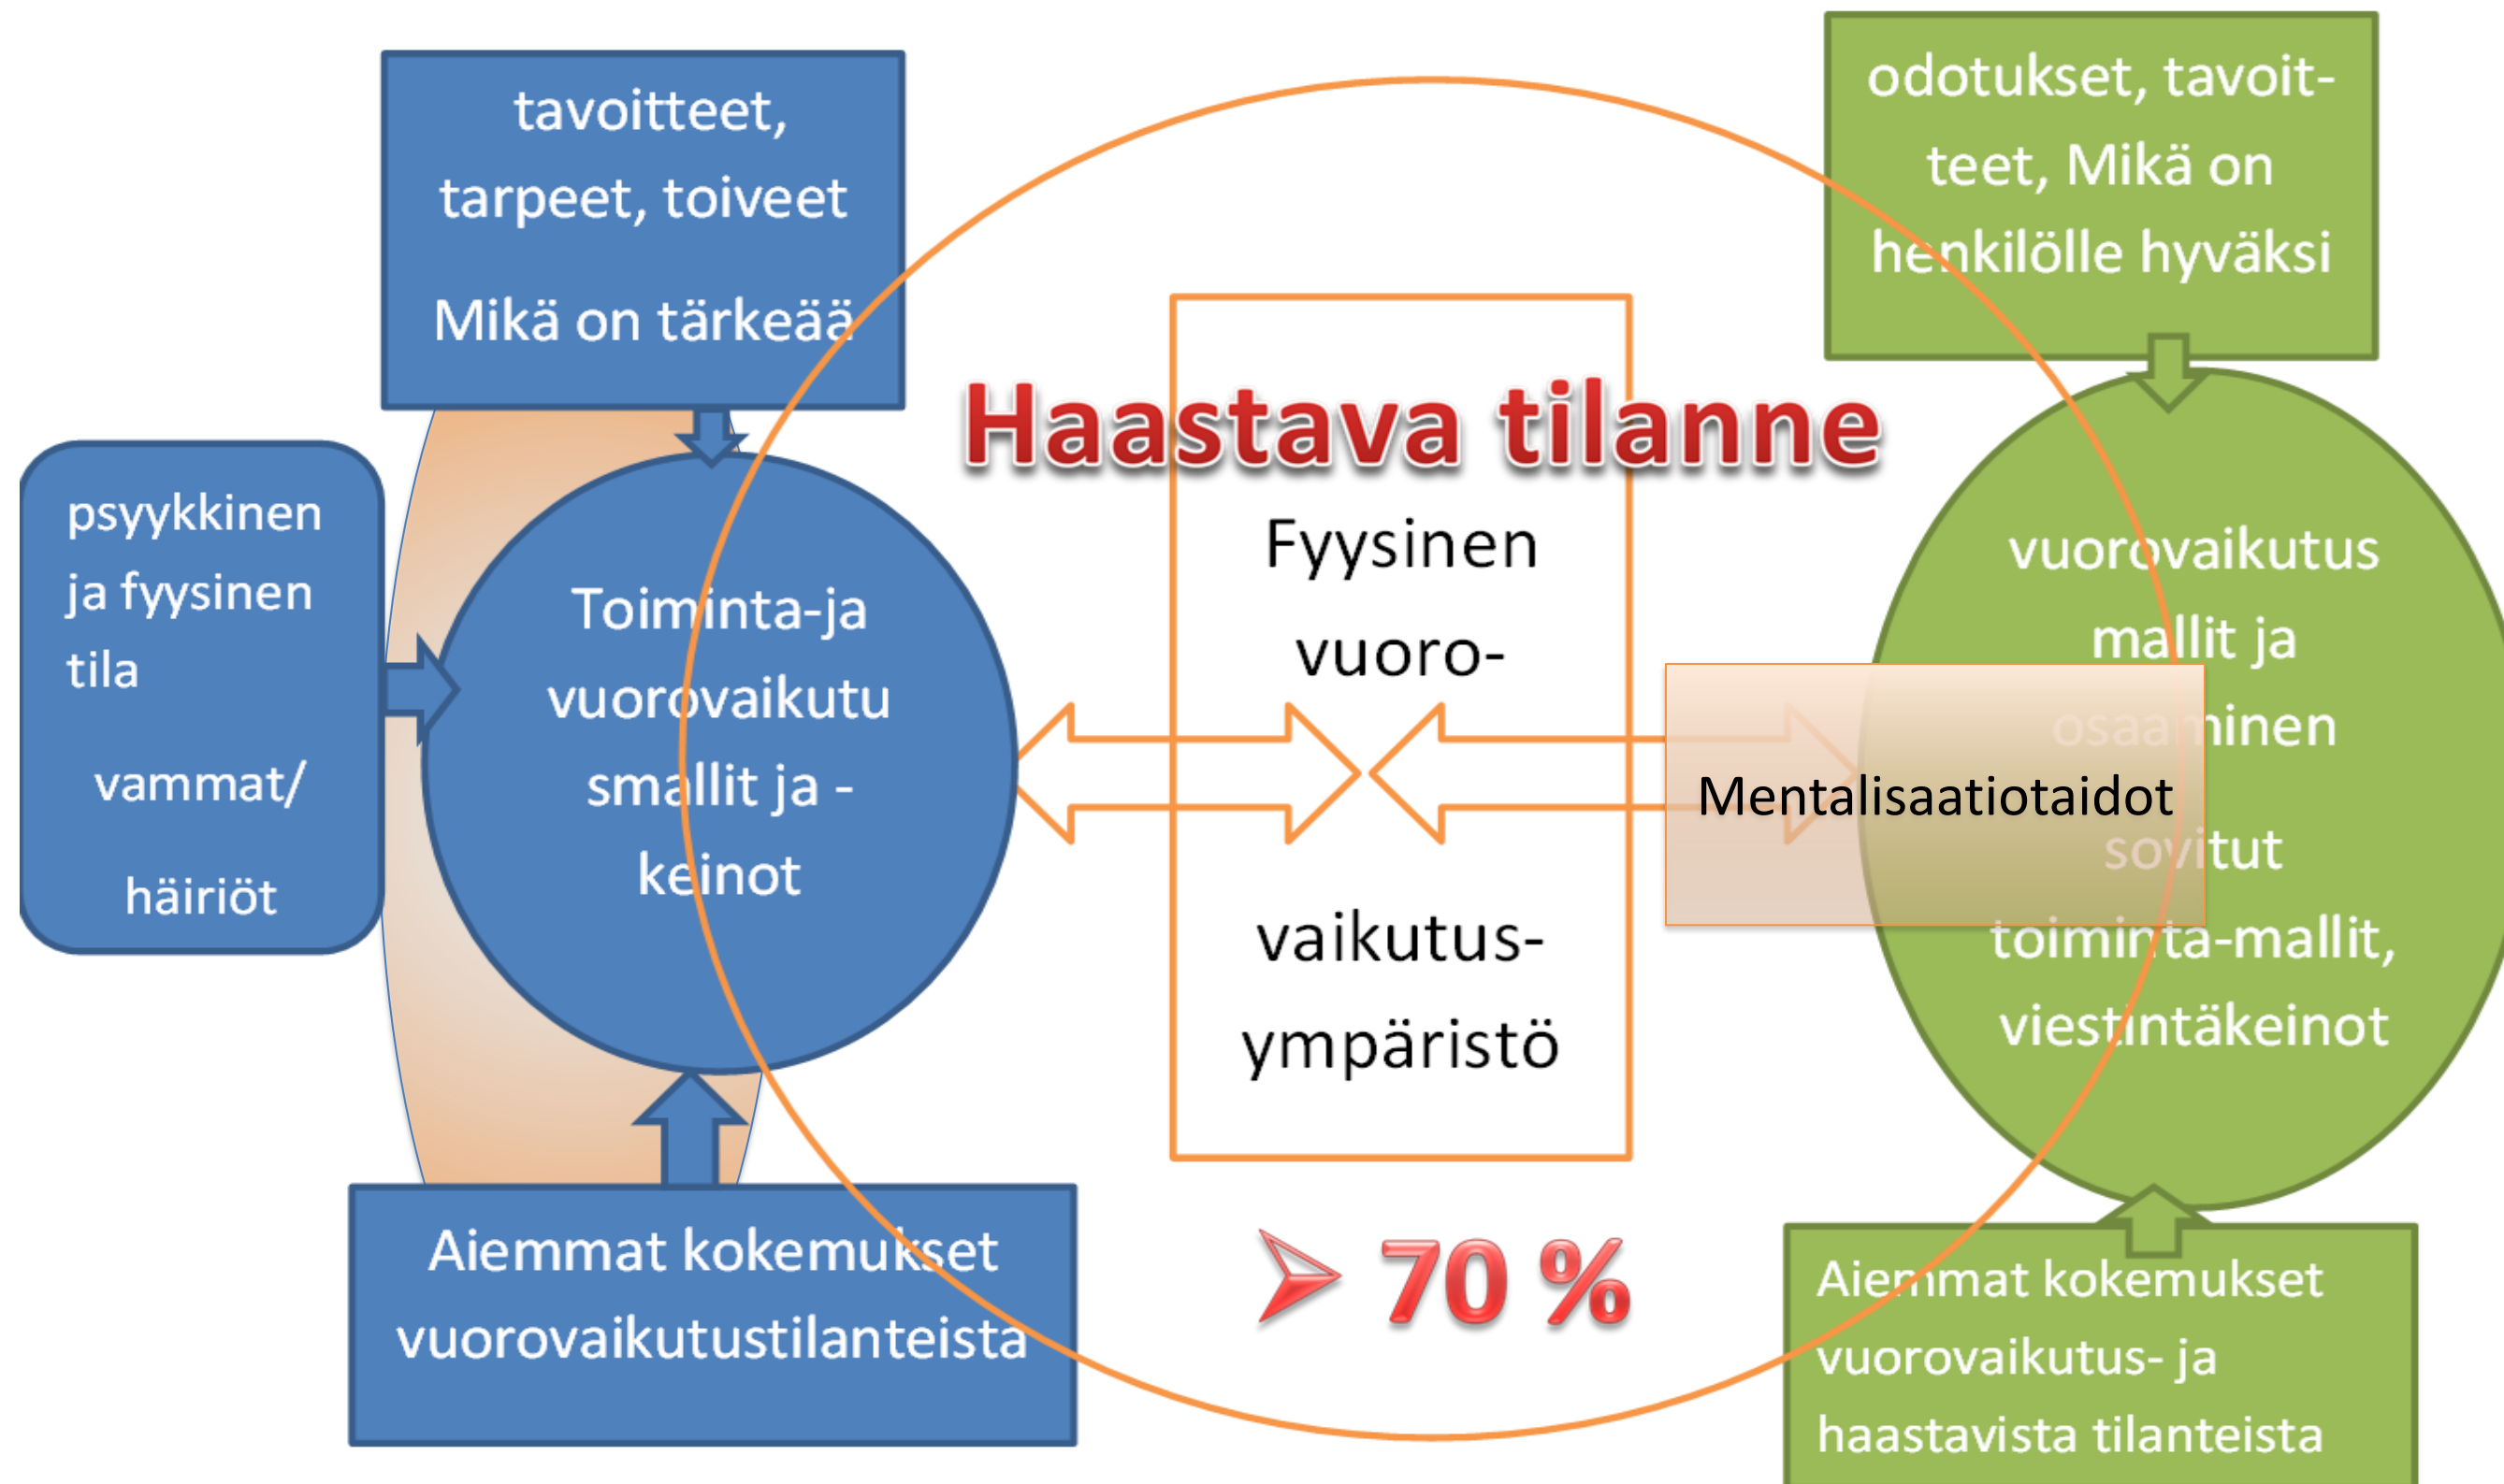 tavoitteet,
tarpeet, toiveet
Mikä on tärkeää
odotukset, tavoit-
teet, Mikä on
henkilölle hyväksi
Haastava tilanne
psyykkinen
ja fyysinen
tila
vammat/
häiriöt
Toiminta-ja
vuorovaikutu
smallit ja -
keinot
Fyysinen
vuoro-
vaikutus-
ympäristö
Mentalisaatiotaidot
vuorovaikutus
mallit ja
osaaminen
sovitut
toiminta-mallit,
viestintäkeinot
Aiemmat kokemukset
vuorovaikutustilanteista
➢ 70 %
Aiemmat kokemukset
vuorovaikutus- ja
haastavista tilanteista